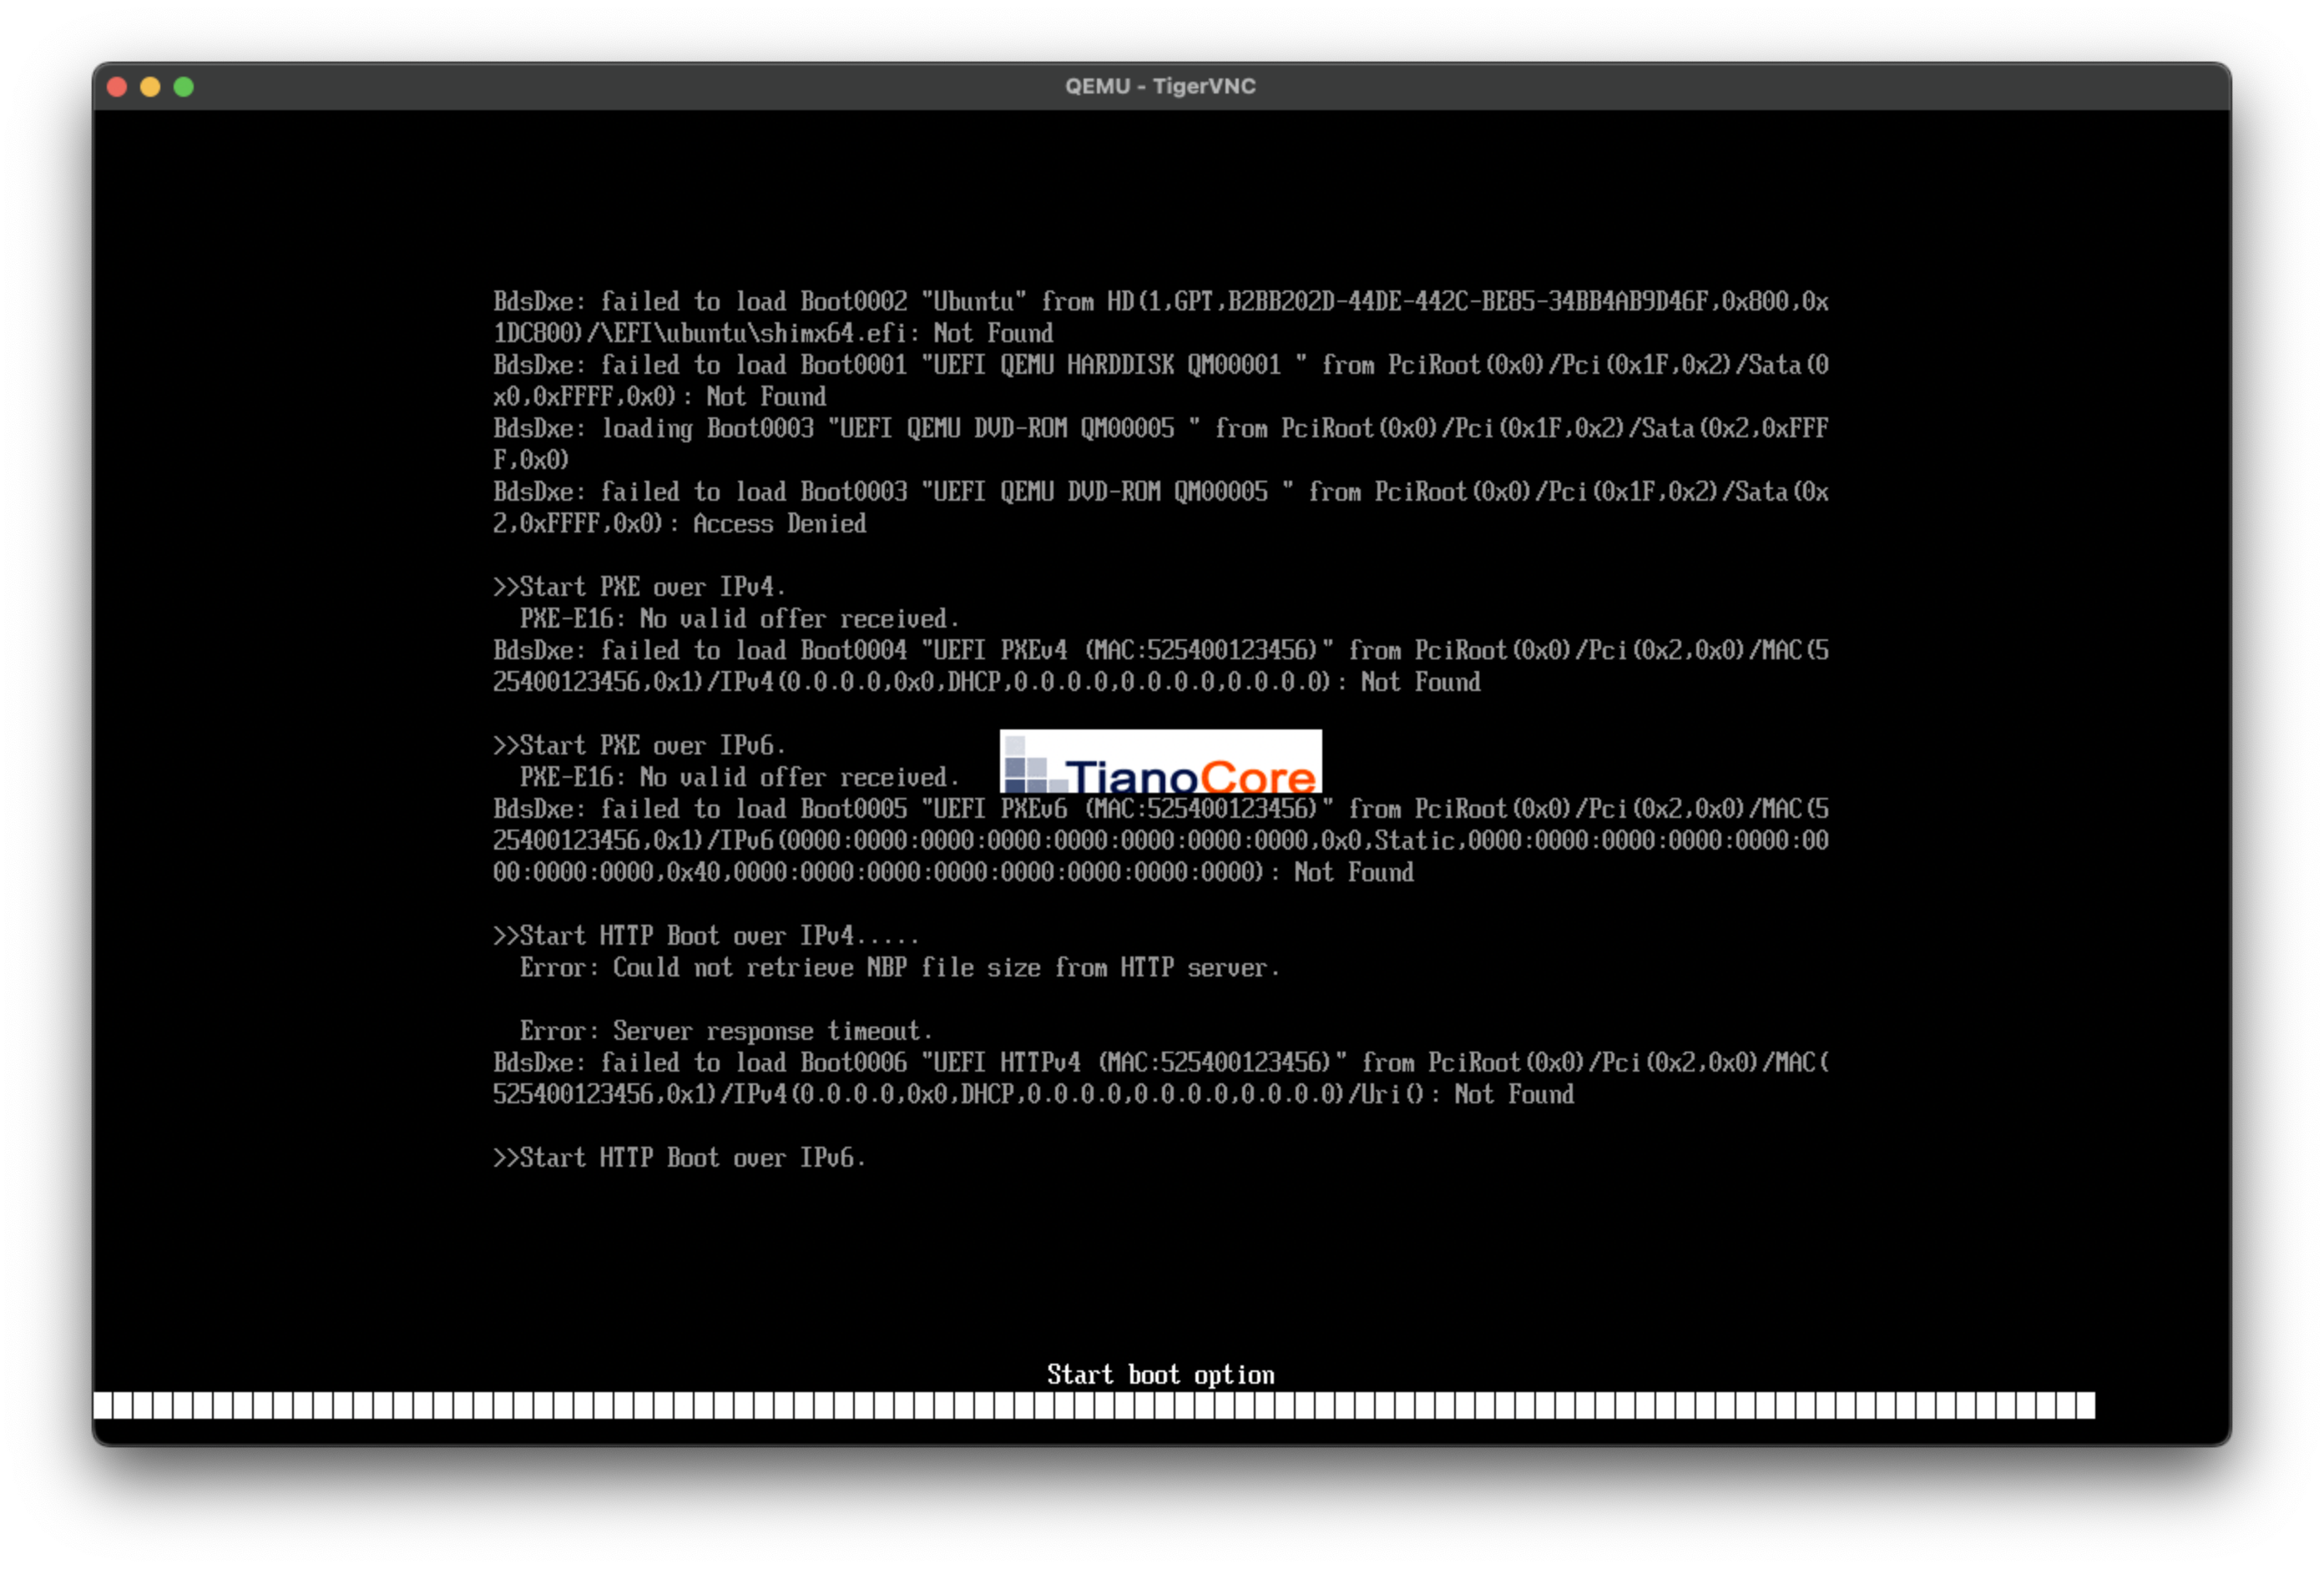 QEMU - TigerVNC
BdsDxe: failed to load Boot0002 "Ubuntu" from HD(1,GPT,B2BB202D-44DE-442C-BE85-34BB4AB9D46F,0x800,0x
1DC800)/\EFI\ubuntu\shimx64.efi: Not Found
BdsDxe: failed to load Boot0001 "UEFI QEMU HARDDISK QM00001 " from PciRoot(0x0)/Pci(0x1F,0x2)/Sata(0
x0,0xFFFF,0x0): Not Found
BdsDxe: loading Boot0003 "UEFI QEMU DVD-ROM QM00005 " from PciRoot(0x0)/Pci(0x1F,0x2)/Sata(0x2,0xFFF
F,0x0)
BdsDxe: failed to load Boot0003 "UEFI QEMU DVD-ROM QM00005 " from PciRoot(0x0)/Pci(0x1F,0x2)/Sata(0x
2,0xFFFF,0x0): Access Denied
>>Start PXE over IPv4.
PXE-E16: No valid offer received.
BdsDxe: failed to load Boot0004 "UEFI PXEv4 (MAC:525400123456)" from PciRoot(0x0)/Pci(0x2,0x0)/MAC(5
25400123456,0x1)/IPv4(0.0.0.0,0x0,DHCP,0.0.0.0,0.0.0.0,0.0.0.0): Not Found
>>Start PXE over IPv6.
PXE-E16: No valid offer received.
TianoCore
BdsDxe: failed to load Boot0005 "UEFI PXEv6 (MAC:525400123456)" from PciRoot(0x0)/Pci(0x2,0x0)/MAC(5
25400123456,0x1)/IPv6(0000:0000:0000:0000:0000:0000:0000:0000,0x0,Static,0000:0000:0000:0000:0000:00
00:0000:0000,0x40,0000:0000:0000:0000:0000:0000:0000:0000): Not Found
>>Start HTTP Boot over IPv4.....
Error: Could not retrieve NBP file size from HTTP server.
Error: Server response timeout.
BdsDxe: failed to load Boot0006 "UEFI HTTPv4 (MAC:525400123456)" from PciRoot(0x0)/Pci(0x2,0x0)/MAC(
525400123456,0x1)/IPv4(0.0.0.0,0x0,DHCP,0.0.0.0,0.0.0.0,0.0.0.0)/Uri(): Not Found
>>Start HTTP Boot over IPv6.
Start boot option